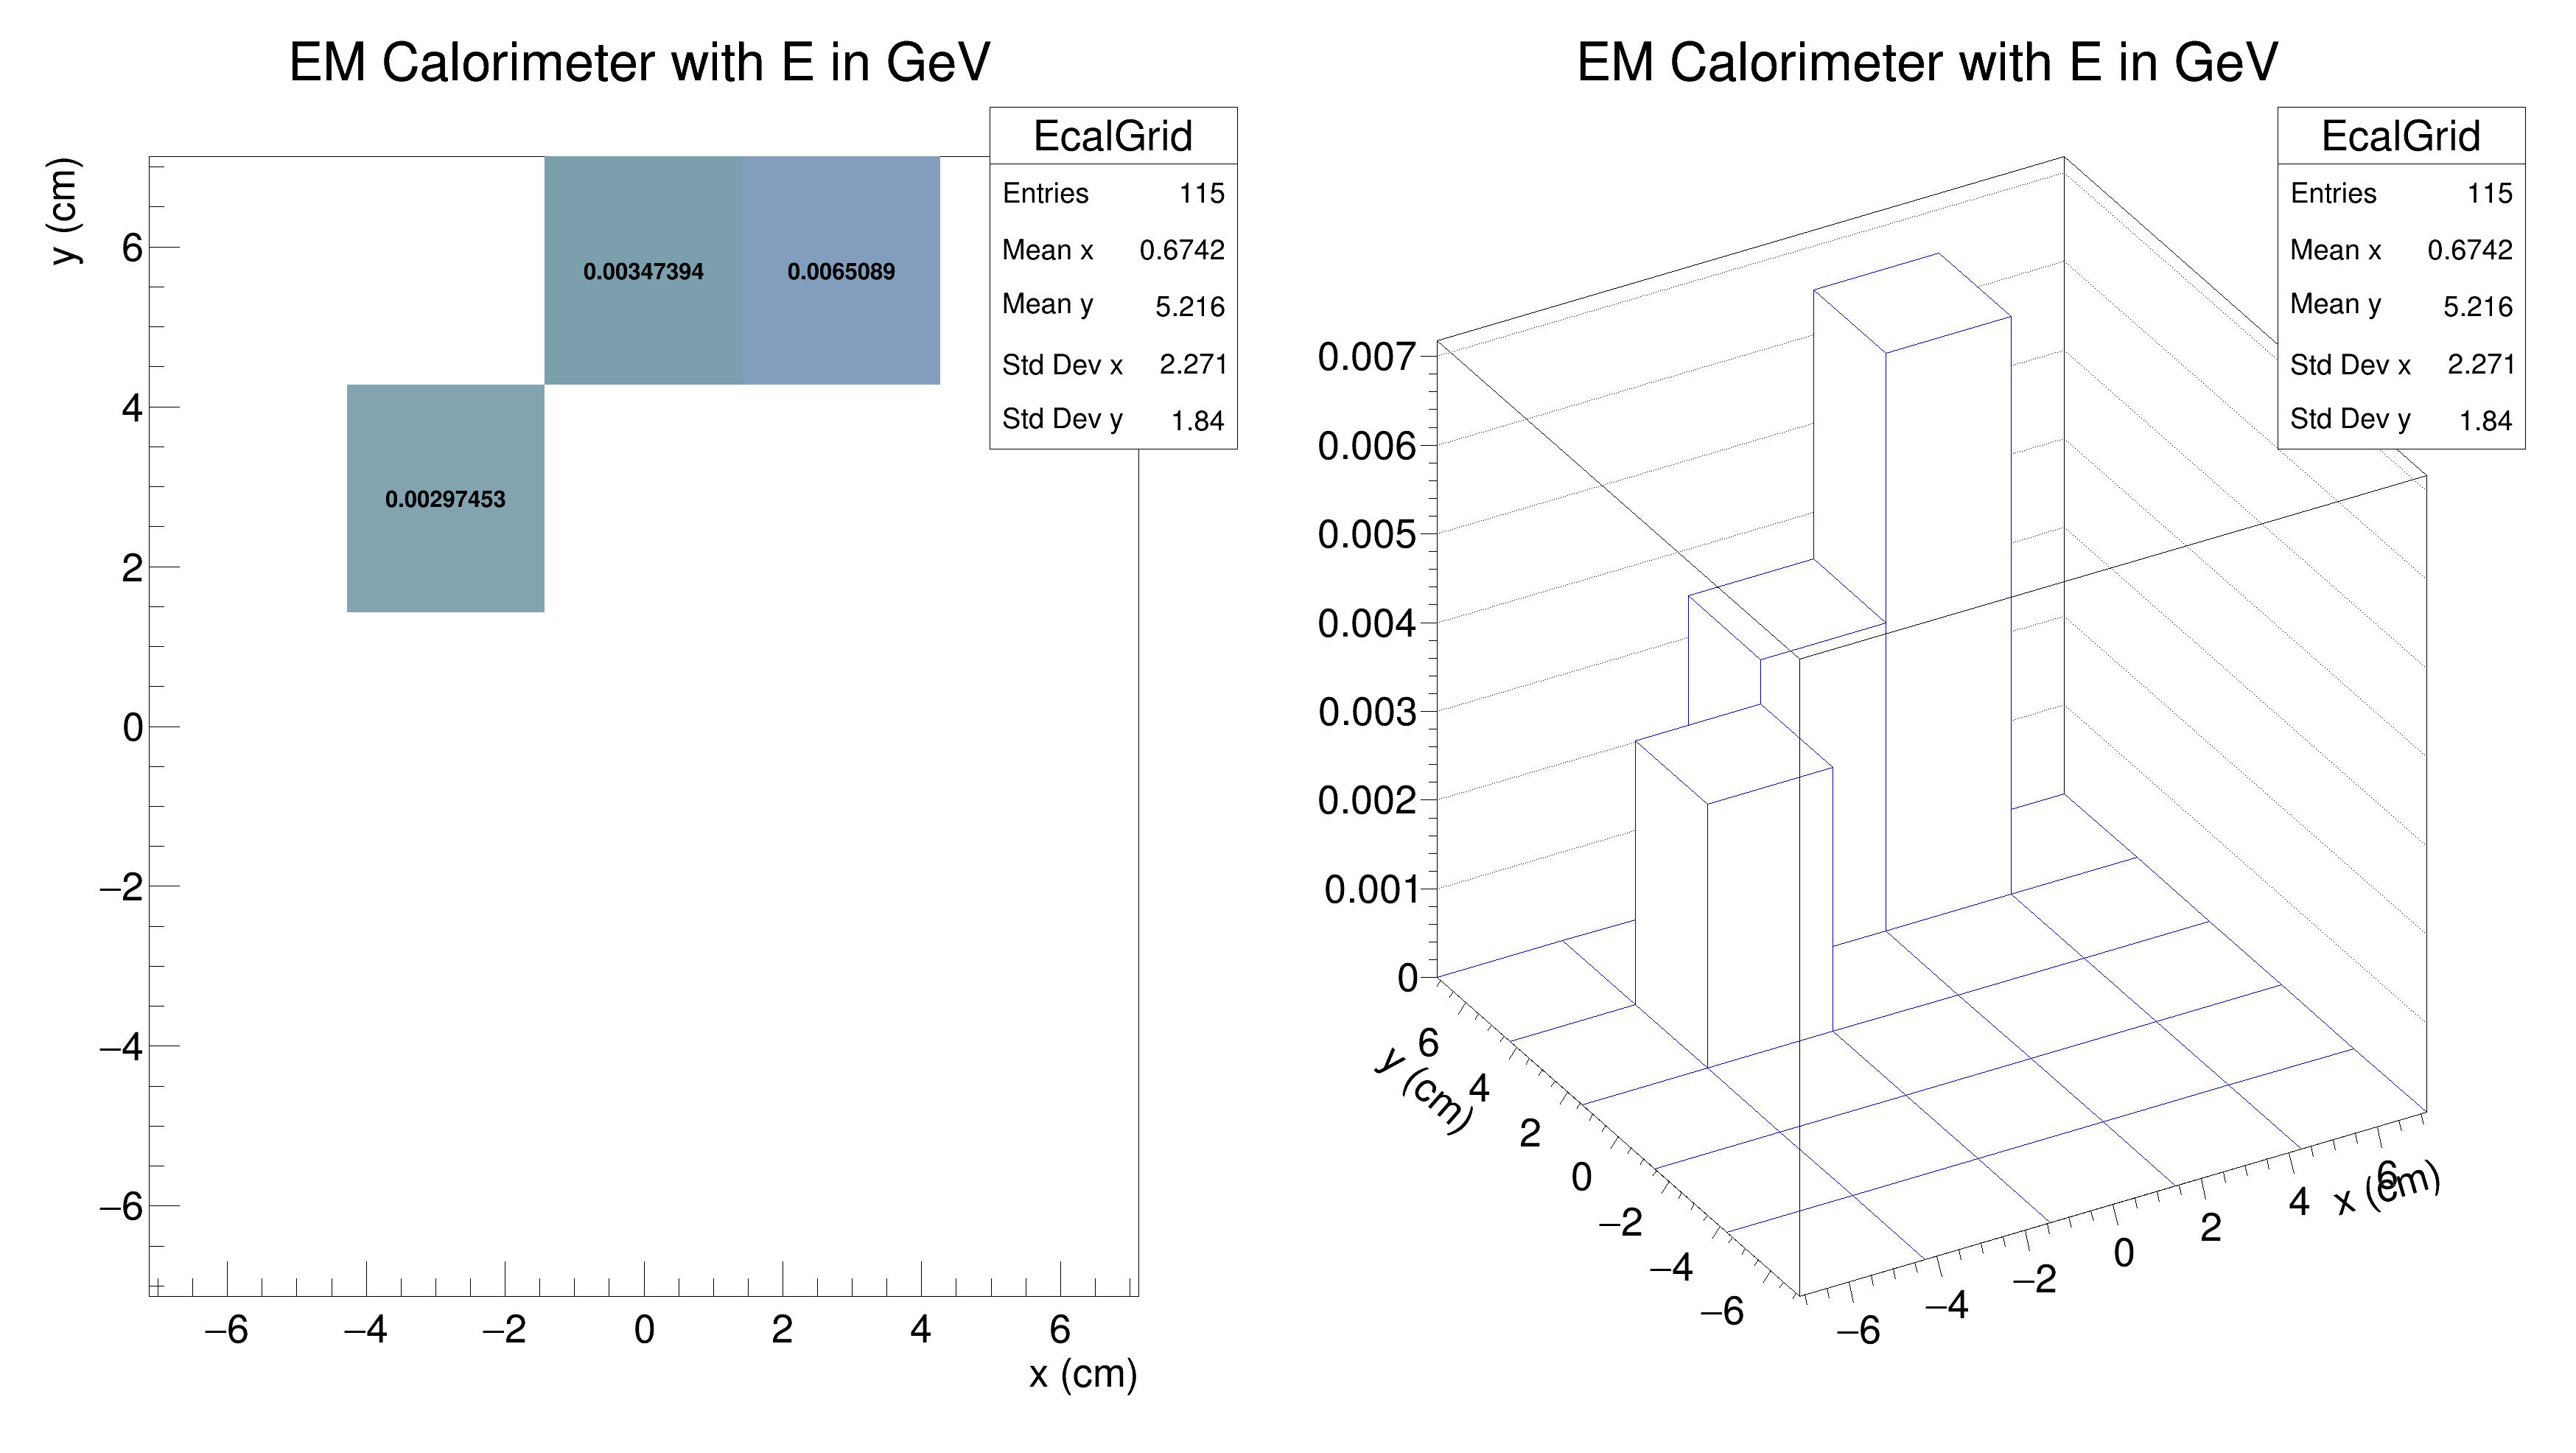 EM Calorimeter with E in GeV
EcalGrid
Entries 115
Mean x 0.6742
Mean y 5.216
Std Dev x 2.271
Std Dev y 1.84
y (cm)
6
4
2
0
−2
−4
−6
0.00347394
0.0065089
0.00297453
−6 −4 −2 0 2 4 6
x (cm)
EM Calorimeter with E in GeV
EcalGrid
Entries 115
Mean x 0.6742
Mean y 5.216
Std Dev x 2.271
Std Dev y 1.84
0.007
0.006
0.005
0.004
0.003
0.002
0.001
0
y (cm)
6
4
2
0
−2
−4
−6
−6 −4 −2 0 2 4 6
x (cm)